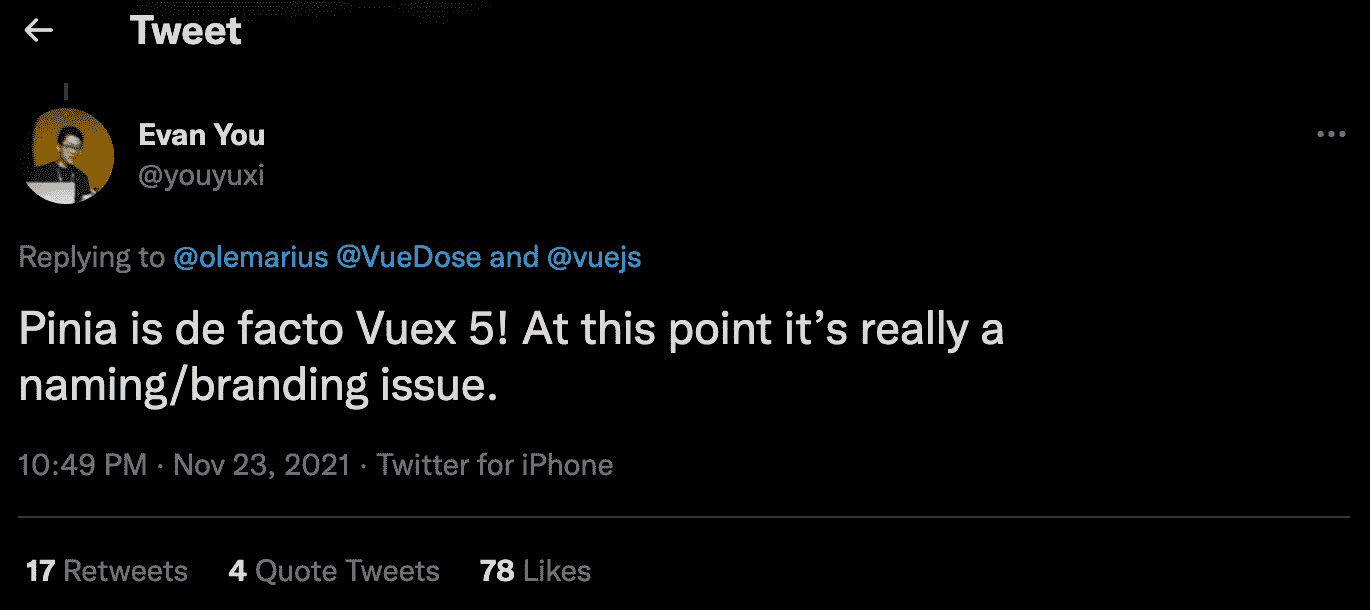 Tweet
Evan You
@youyuxi
Replying to @olemarius @VueDose and @vuejs
Pinia is de facto Vuex 5! At this point it’s really a
naming/branding issue.
10:49 PM · Nov 23, 2021 · Twitter for iPhone
17 Retweets 4 Quote Tweets 78 Likes